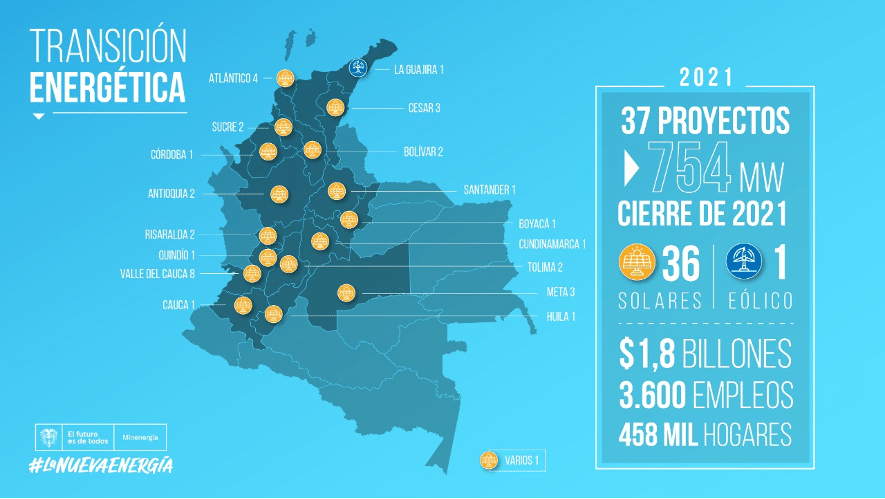 TRANSICIÓN
ENERGÉTICA
ATLÁNTICO 4
LA GUAJIRA 1
CESAR 3
SUCRE 2
CÓRDOBA 1
BOLÍVAR 2
ANTIOQUIA 2
SANTANDER 1
BOYACÁ 1
RISARALDA 2
CUNDINAMARCA 1
QUINDÍO 1
TOLIMA 2
VALLE DEL CAUCA 8
META 3
CAUCA 1
HUILA 1
VARIOS 1
2021
37 PROYECTOS
754 MW
CIERRE DE 2021
36
SOLARES
1
EÓLICO
$1,8 BILLONES
3.600 EMPLEOS
458 MIL HOGARES
El futuro
es de todos
Minenergía
#LaNUEVAENERGÍA